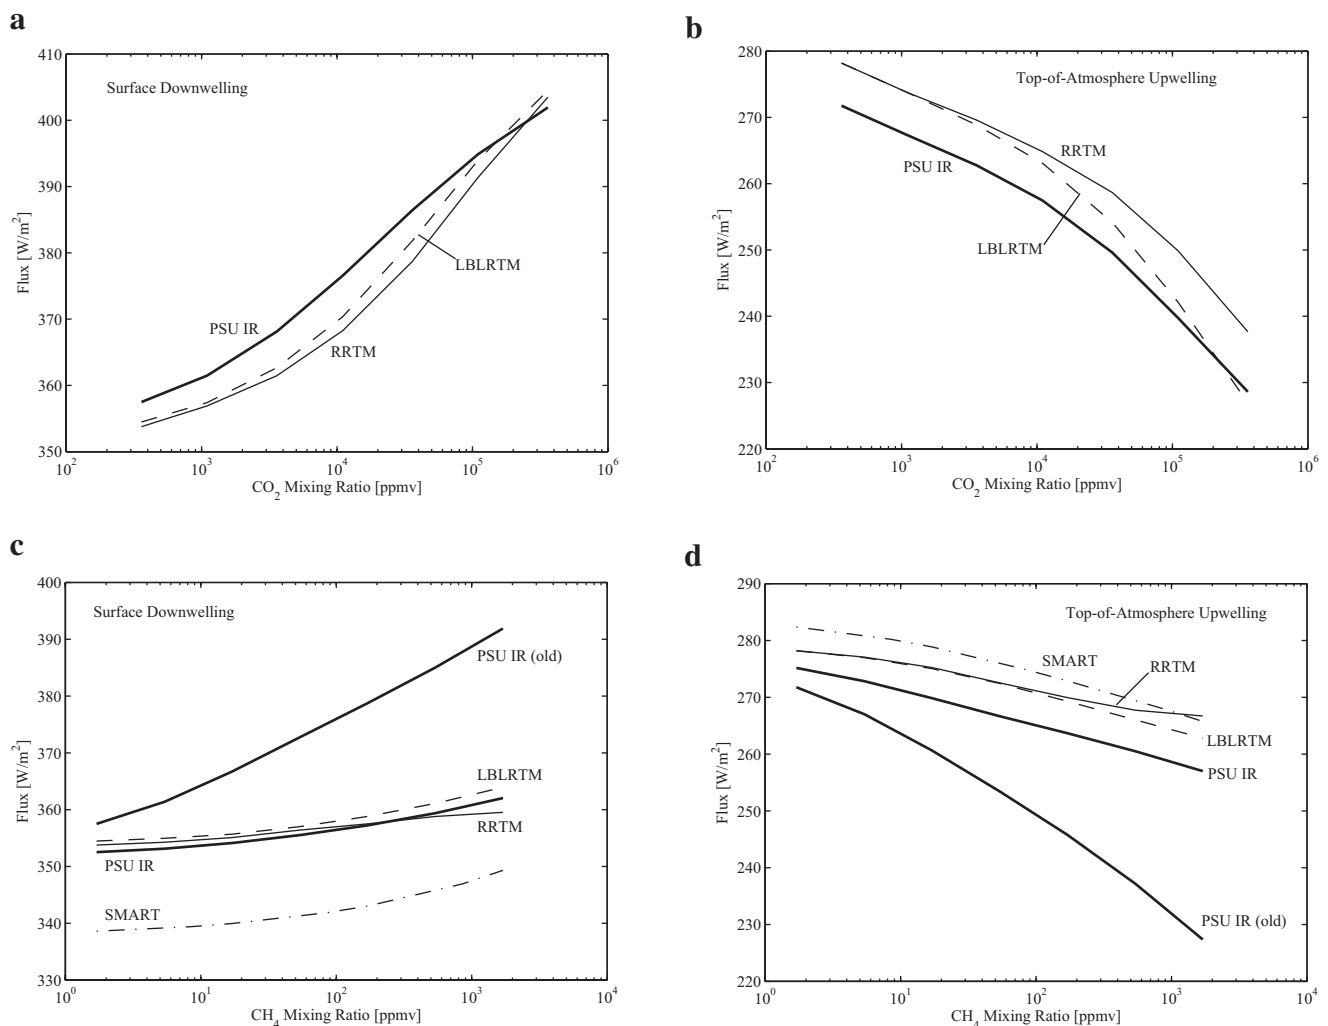 a
410
400
390
380
370
360
350
Flux [W/m²]
Surface Downwelling
PSU IR
LBLRTM
RRTM
10² 10³ 10⁴ 10⁵ 10⁶
CO₂ Mixing Ratio [ppmv]
b
280
270
260
250
240
230
220
Flux [W/m²]
Top-of-Atmosphere Upwelling
RRTM
PSU IR
LBLRTM
10² 10³ 10⁴ 10⁵ 10⁶
CO₂ Mixing Ratio [ppmv]
c
400
390
380
370
360
350
340
330
Flux [W/m²]
Surface Downwelling
PSU IR (old)
LBLRTM
RRTM
PSU IR
SMART
10⁰ 10¹ 10² 10³ 10⁴
CH₄ Mixing Ratio [ppmv]
d
290
280
270
260
250
240
230
220
Flux [W/m²]
Top-of-Atmosphere Upwelling
SMART
RRTM
LBLRTM
PSU IR
PSU IR (old)
10⁰ 10¹ 10² 10³ 10⁴
CH₄ Mixing Ratio [ppmv]